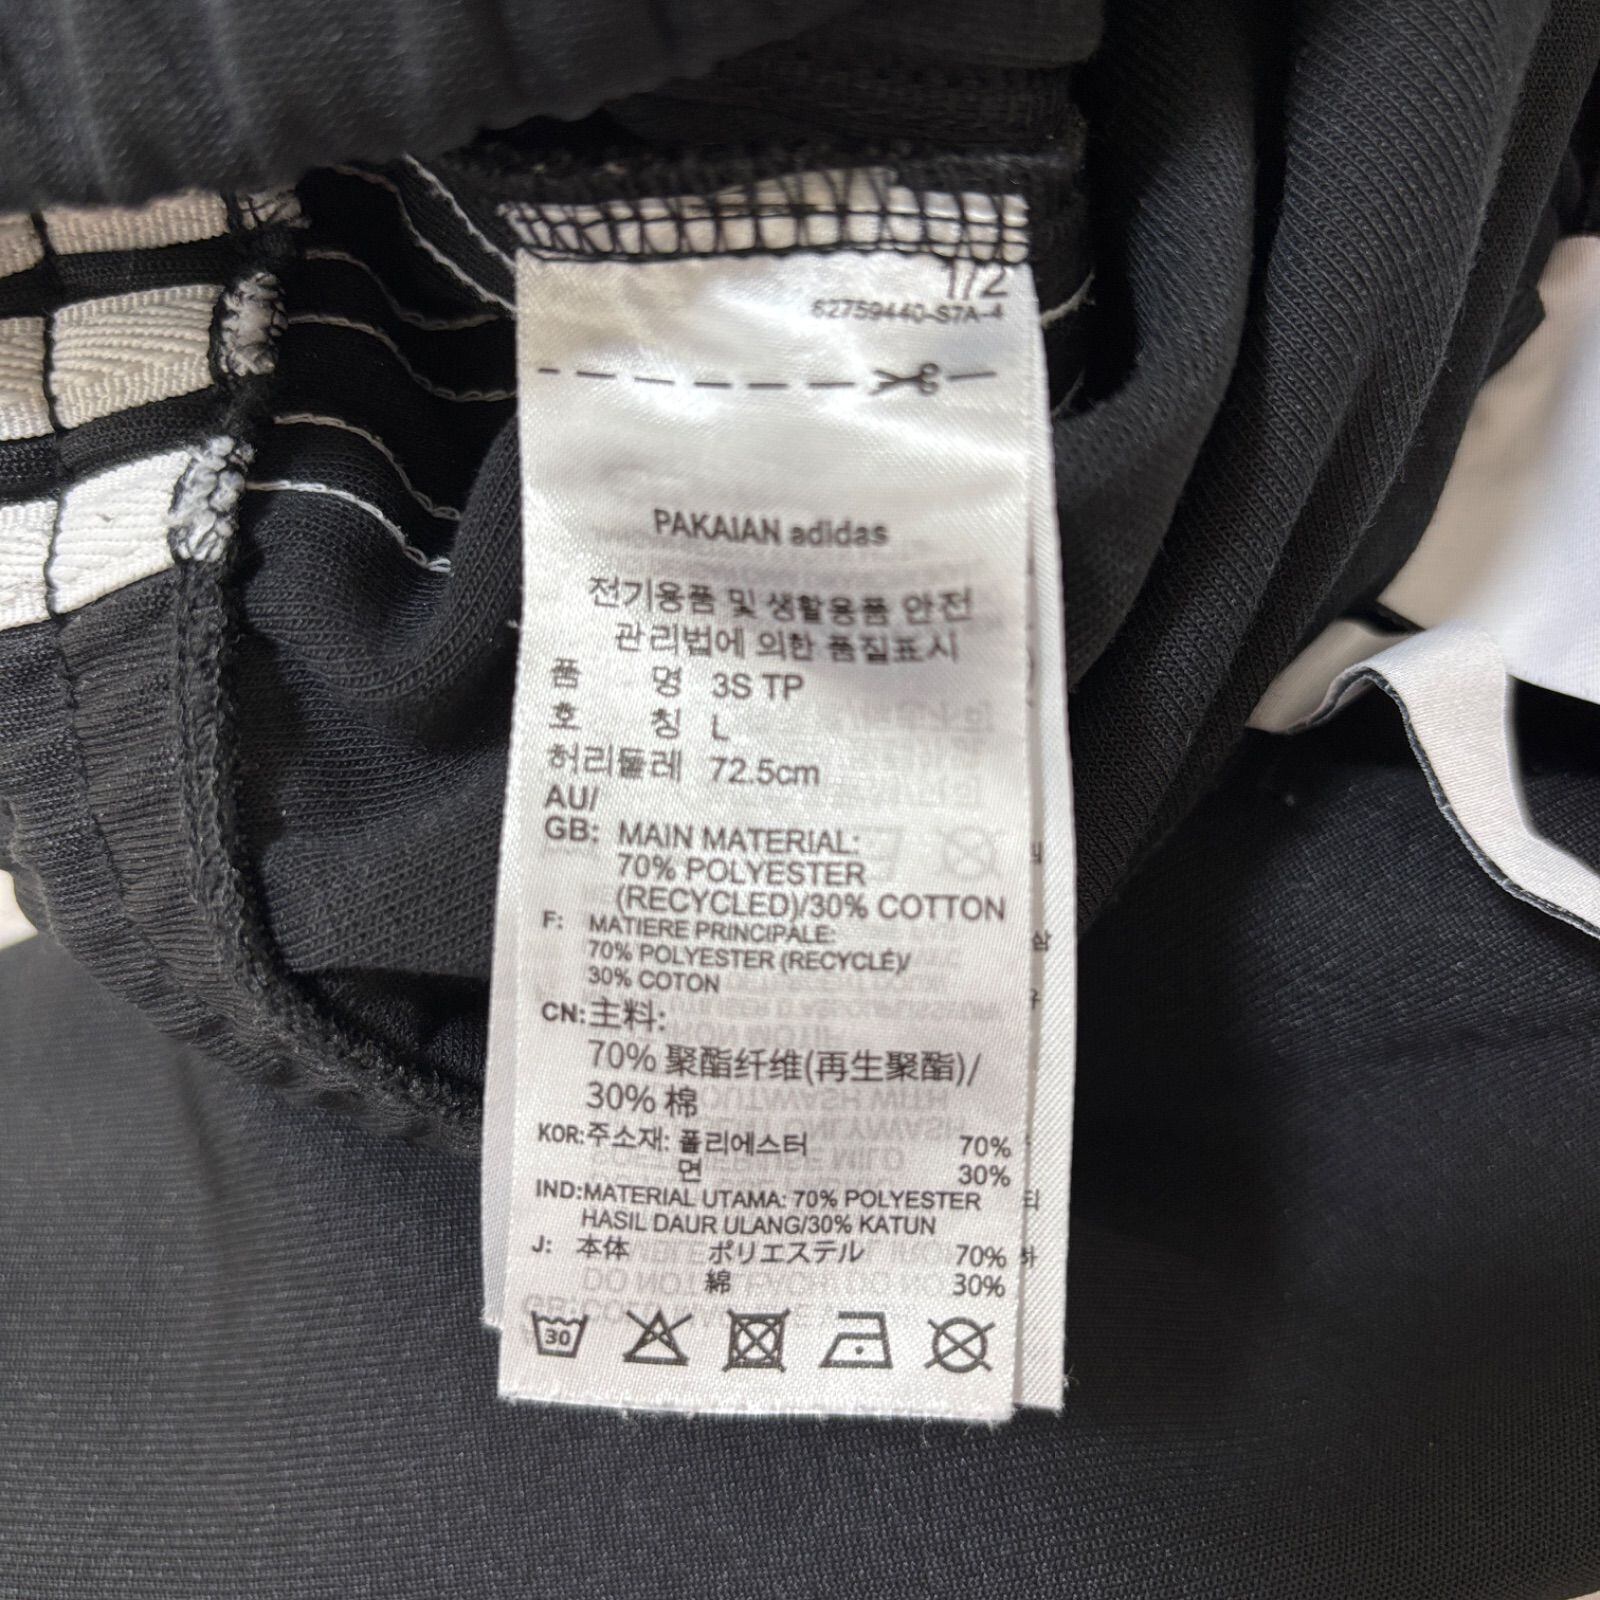 1/2
62759440-S7A-4
PAKAIAN adidas
전기용품 및 생활용품 안전
관리법에 의한 품질표시
품 명 3S TP
호 칭 L
허리둘레 72.5cm
AU/
GB: MAIN MATERIAL:
70% POLYESTER
(RECYCLED)/30% COTTON
F: MATIERE PRINCIPALE:
70% POLYESTER (RECYCLÉ)/
30% COTON
CN:主料:
70% 聚酯纤维(再生聚酯)/
30% 棉
KOR:주소재: 폴리에스터 70%
면 30%
IND:MATERIAL UTAMA: 70% POLYESTER
HASIL DAUR ULANG/30% KATUN
J: 本体 ポリエステル 70%
綿 30%
30